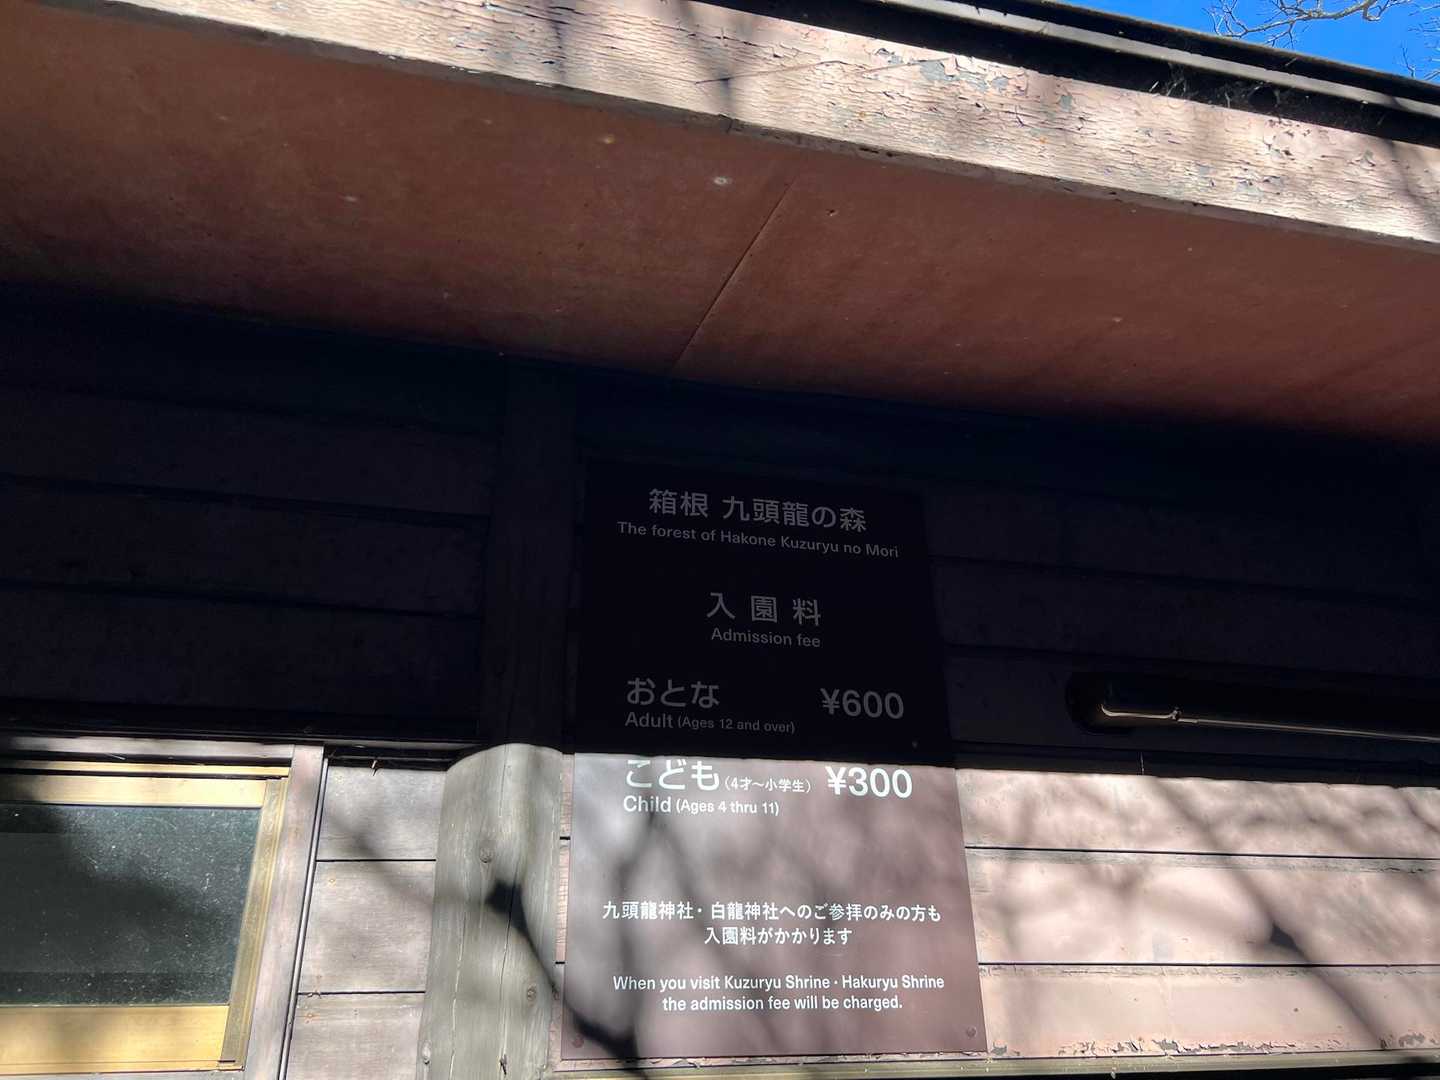 箱根 九頭龍の森
The forest of Hakone Kuzuryu no Mori
入園料
Admission fee
おとな ¥600
Adult (Ages 12 and over)
こども (4才〜小学生) ¥300
Child (Ages 4 thru 11)
九頭龍神社・白龍神社へのご参拝のみの方も
入園料がかかります
When you visit Kuzuryu Shrine・Hakuryu Shrine
the admission fee will be charged.